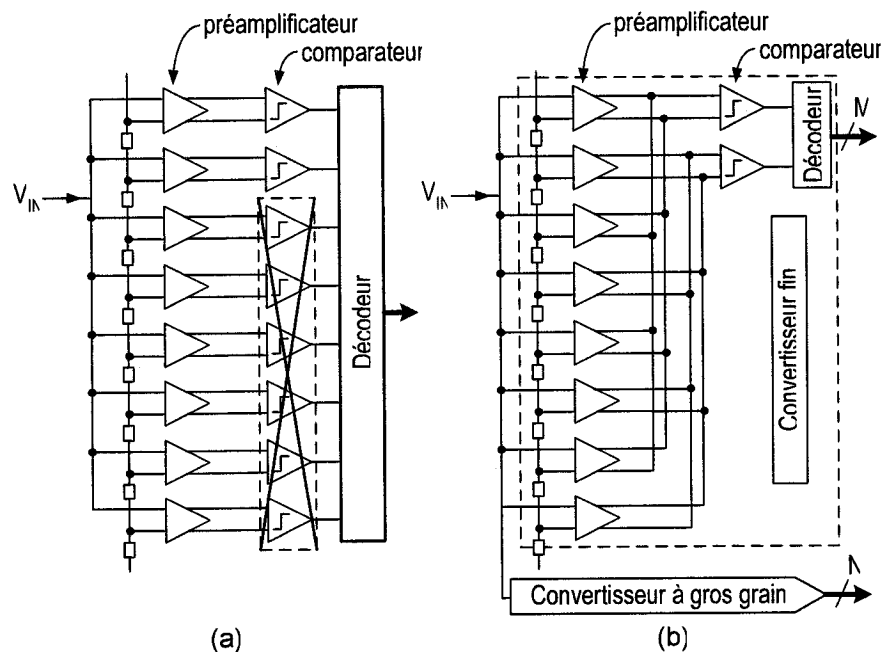 préamplificateur
comparateur
V_IN
Décodeur
(a)
préamplificateur
comparateur
V_IN
Décodeur
Convertisseur fin
Convertisseur à gros grain
(b)